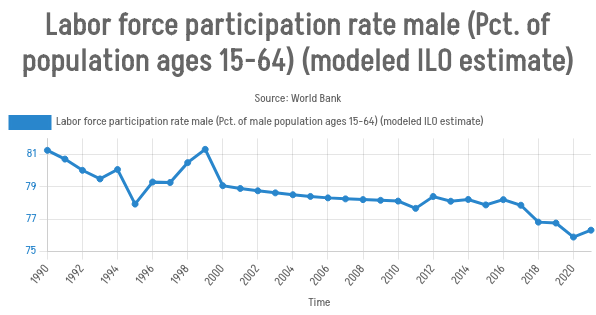 Labor force participation rate male (Pct. of
population ages 15-64) (modeled ILO estimate)
Source: World Bank
Labor force participation rate male (Pct. of male population ages 15-64) (modeled ILO estimate)
81
79
77
75
1990 1992 1994 1996 1998 2000 2002 2004 2006 2008 2010 2012 2014 2016 2018 2020
Time